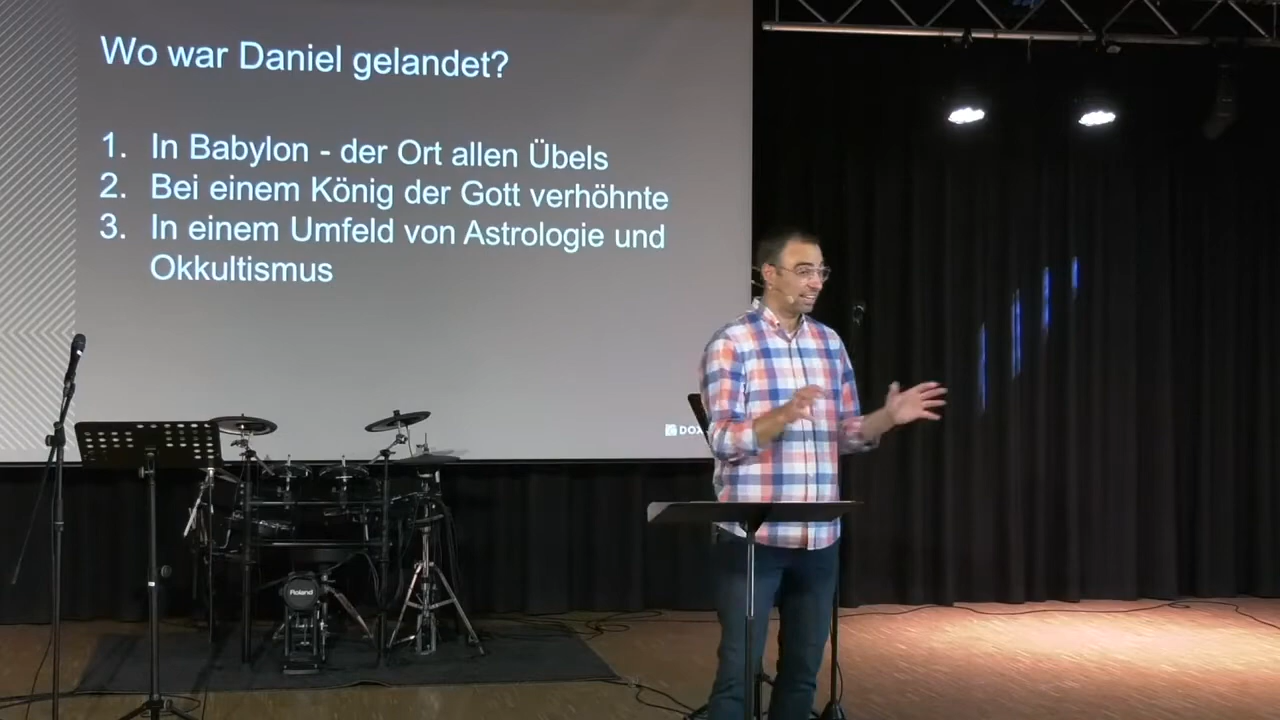 Wo war Daniel gelandet?
1. In Babylon - der Ort allen Übels
2. Bei einem König der Gott verhöhnte
3. In einem Umfeld von Astrologie und
Okkultismus
Roland